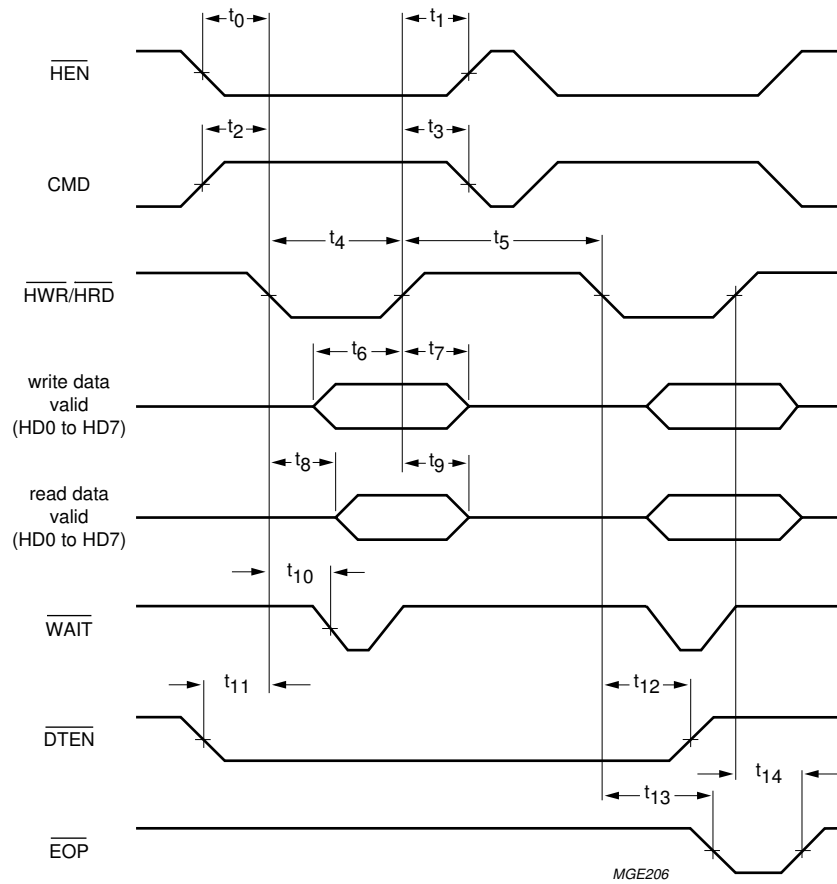 t0
t1
HEN
t2
t3
CMD
t4
t5
HWR/HRD
t6
t7
write data
valid
(HD0 to HD7)
t8
t9
read data
valid
(HD0 to HD7)
t10
WAIT
t11
t12
DTEN
t13
t14
EOP
MGE206